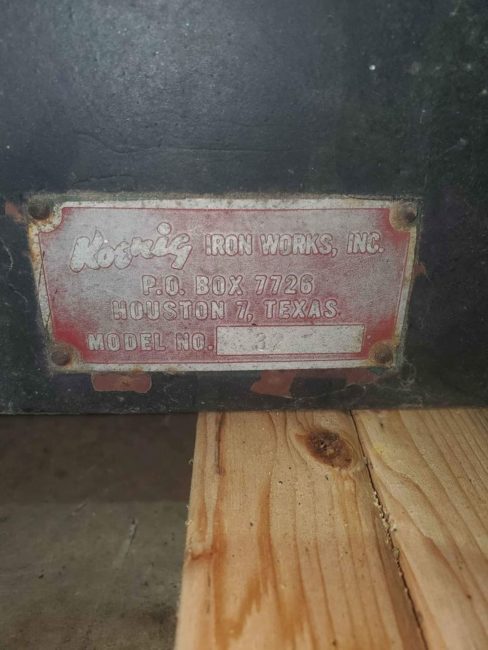 Koenig IRON WORKS, INC.
P.O. BOX 7726
HOUSTON 7, TEXAS
MODEL NO.